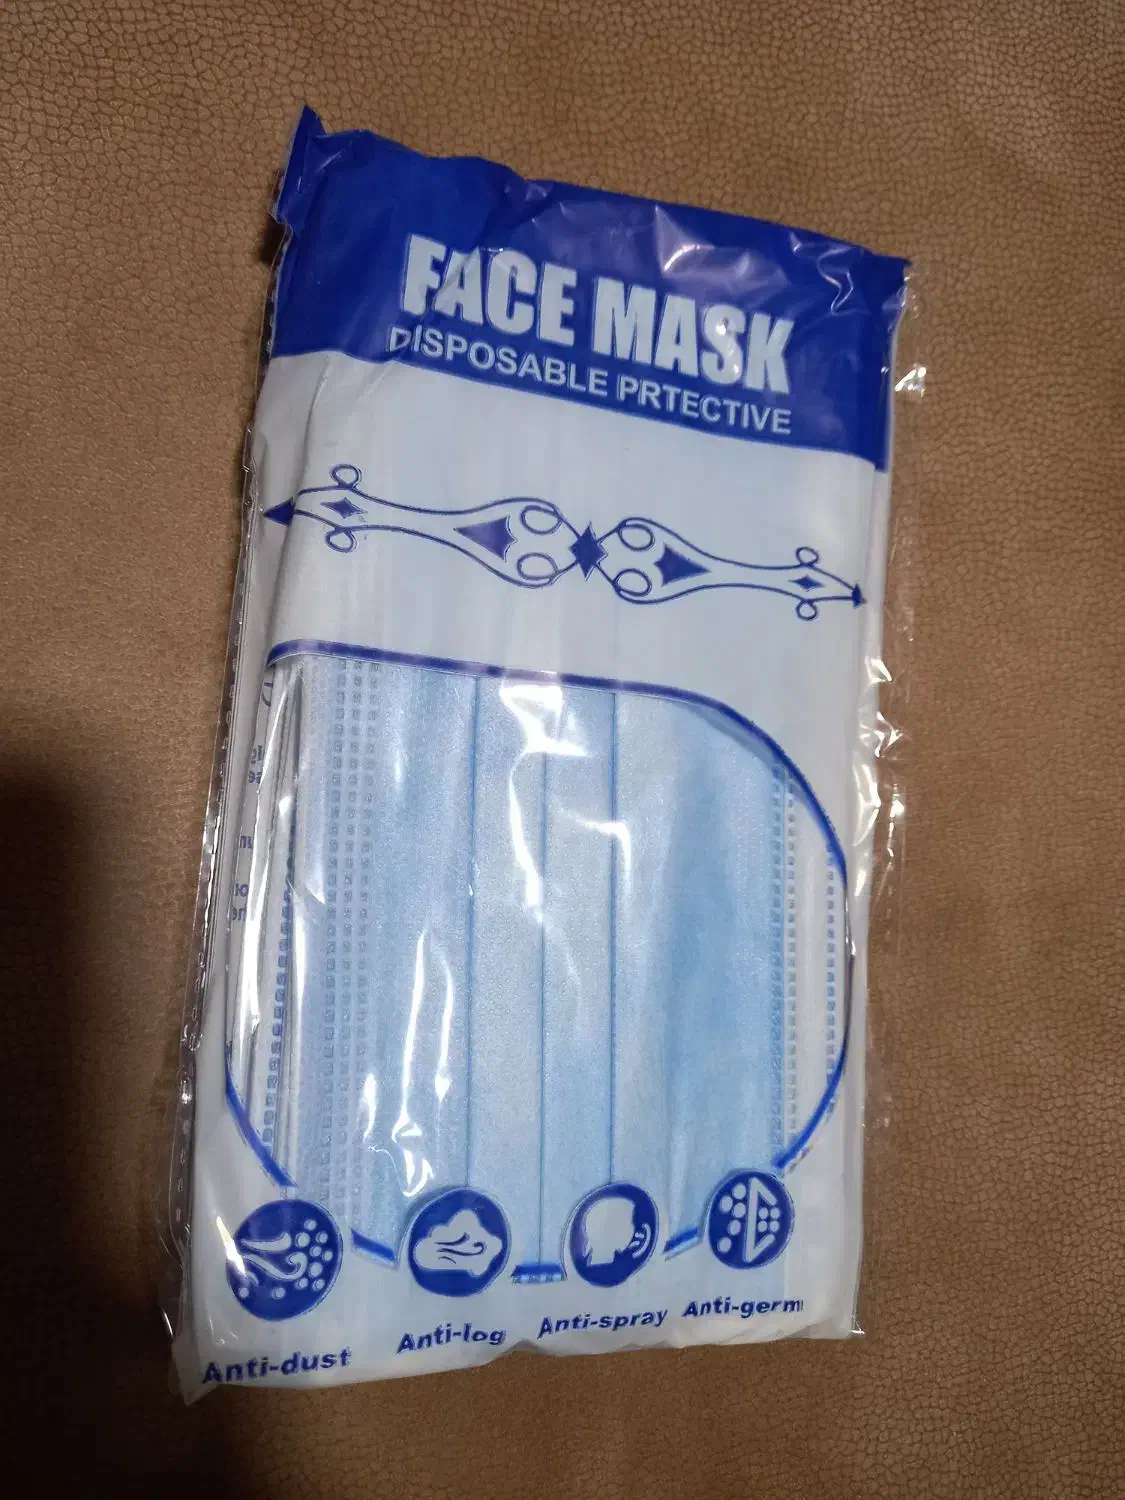 FACE MASK
DISPOSABLE PRTECTIVE
Anti-dust
Anti-log
Anti-spray
Anti-germ